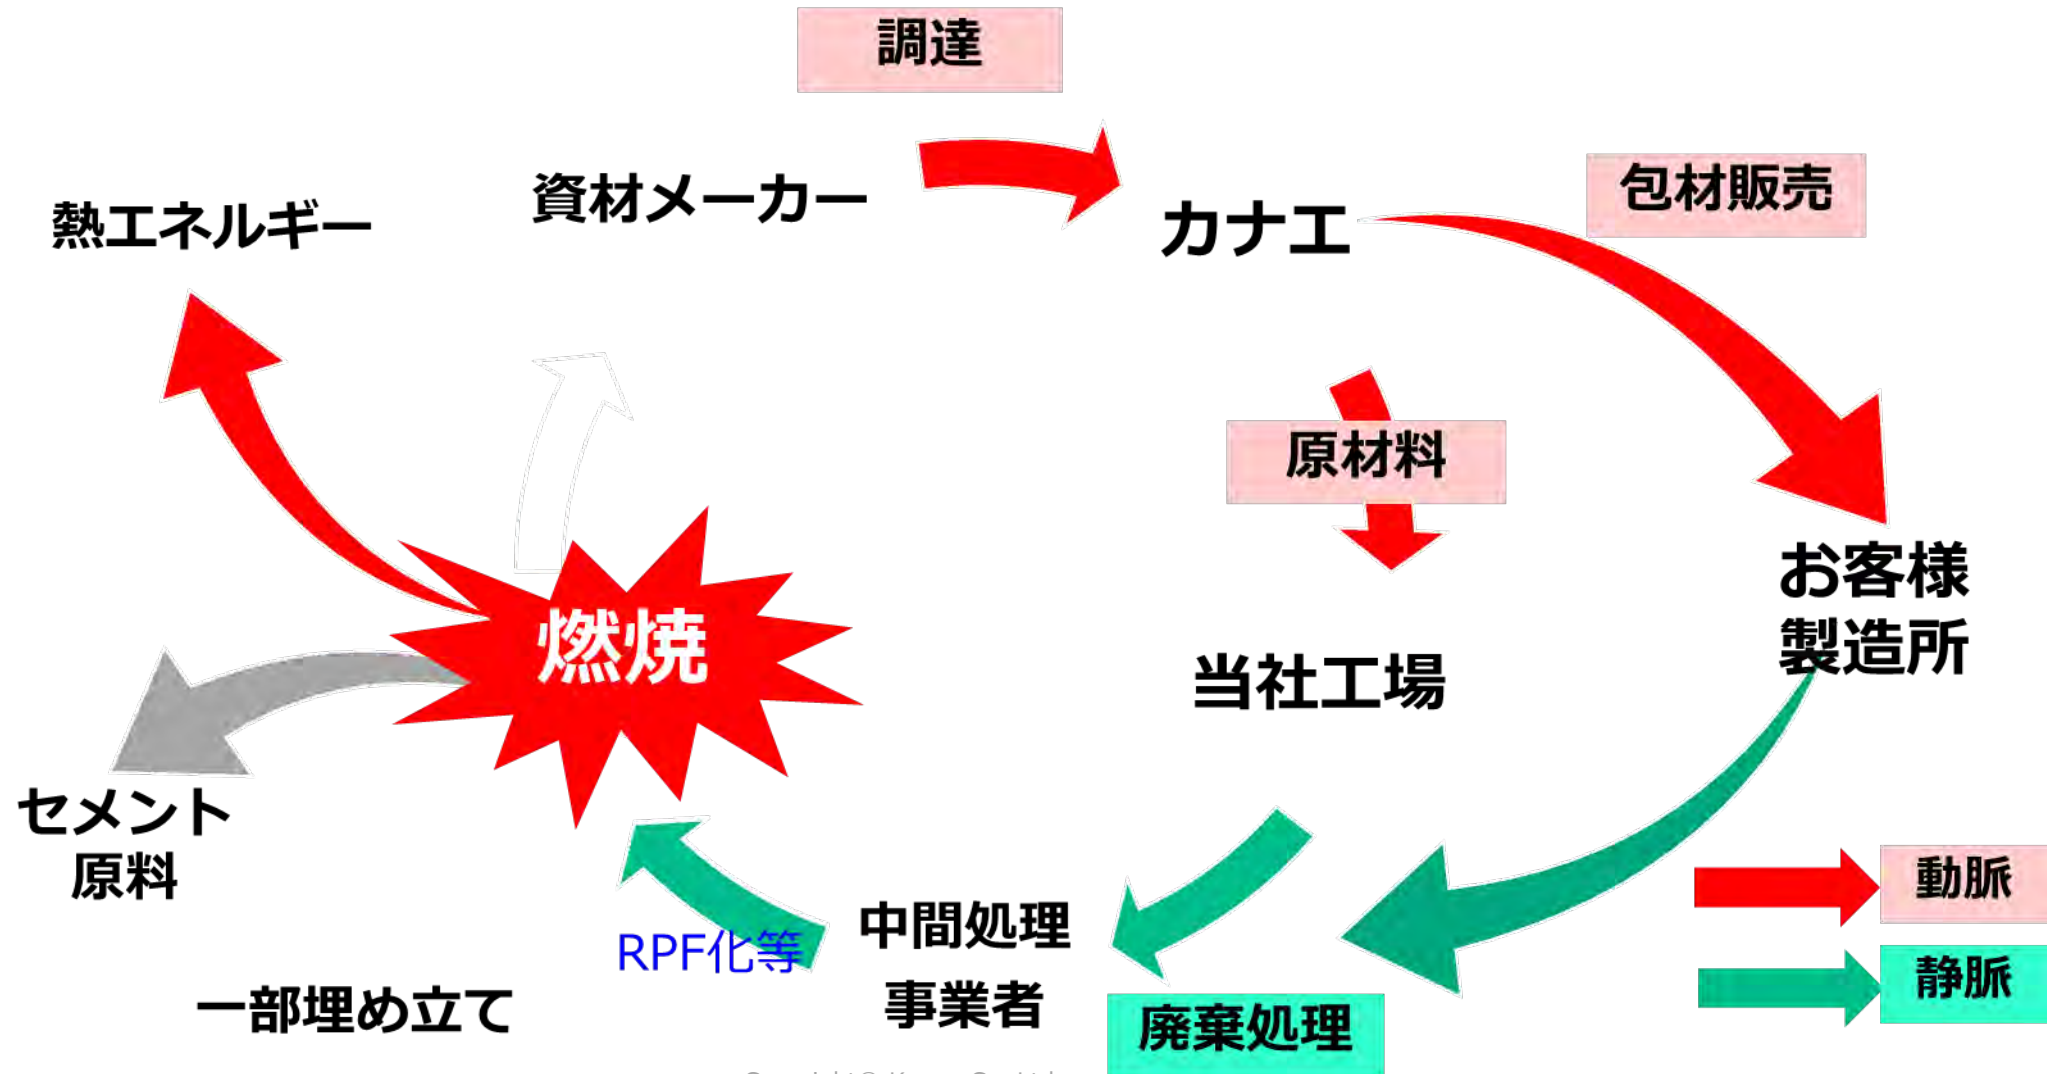 調達
資材メーカー
カナエ
包材販売
熱エネルギー
原材料
お客様
製造所
燃焼
当社工場
セメント
原料
動脈
中間処理
事業者
RPF化等
静脈
一部埋め立て
廃棄処理